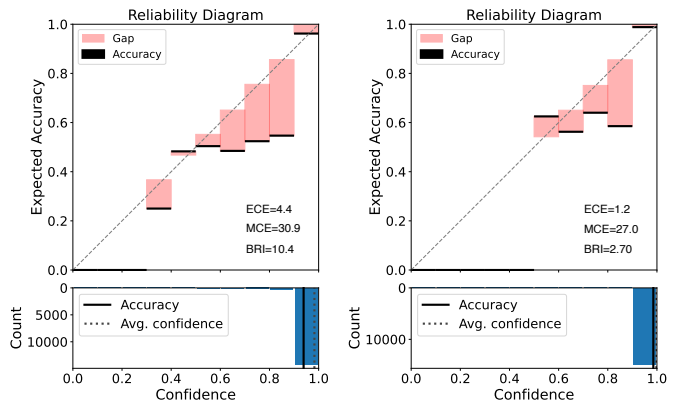 Reliability Diagram
1.0
0.8
0.6
0.4
0.2
0.0
Expected Accuracy
Gap
Accuracy
ECE=4.4
MCE=30.9
BRI=10.4
0
5000
10000
Count
Accuracy
Avg. confidence
0.0 0.2 0.4 0.6 0.8 1.0
Confidence
Reliability Diagram
1.0
0.8
0.6
0.4
0.2
0.0
Expected Accuracy
Gap
Accuracy
ECE=1.2
MCE=27.0
BRI=2.70
0
10000
Count
Accuracy
Avg. confidence
0.0 0.2 0.4 0.6 0.8 1.0
Confidence